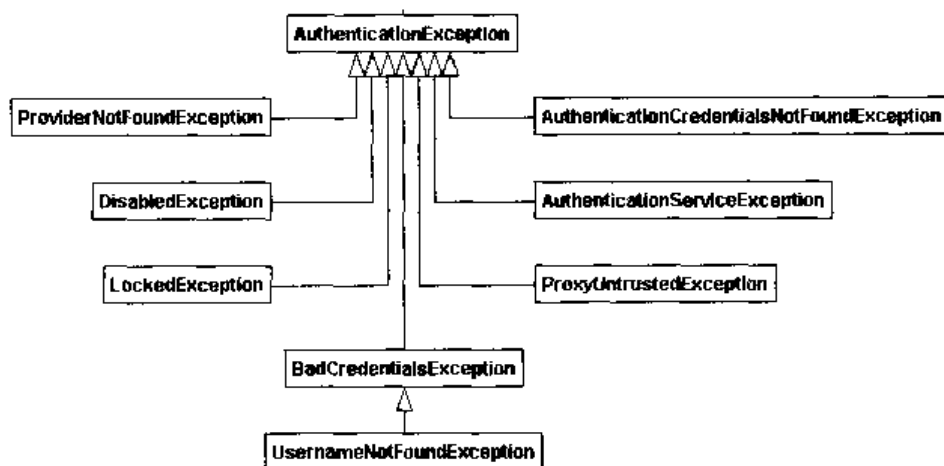 AuthenticationException
ProviderNotFoundException
AuthenticationCredentialsNotFoundException
DisabledException
AuthenticationServiceException
LockedException
ProxyUntrustedException
BadCredentialsException
UsernameNotFoundException